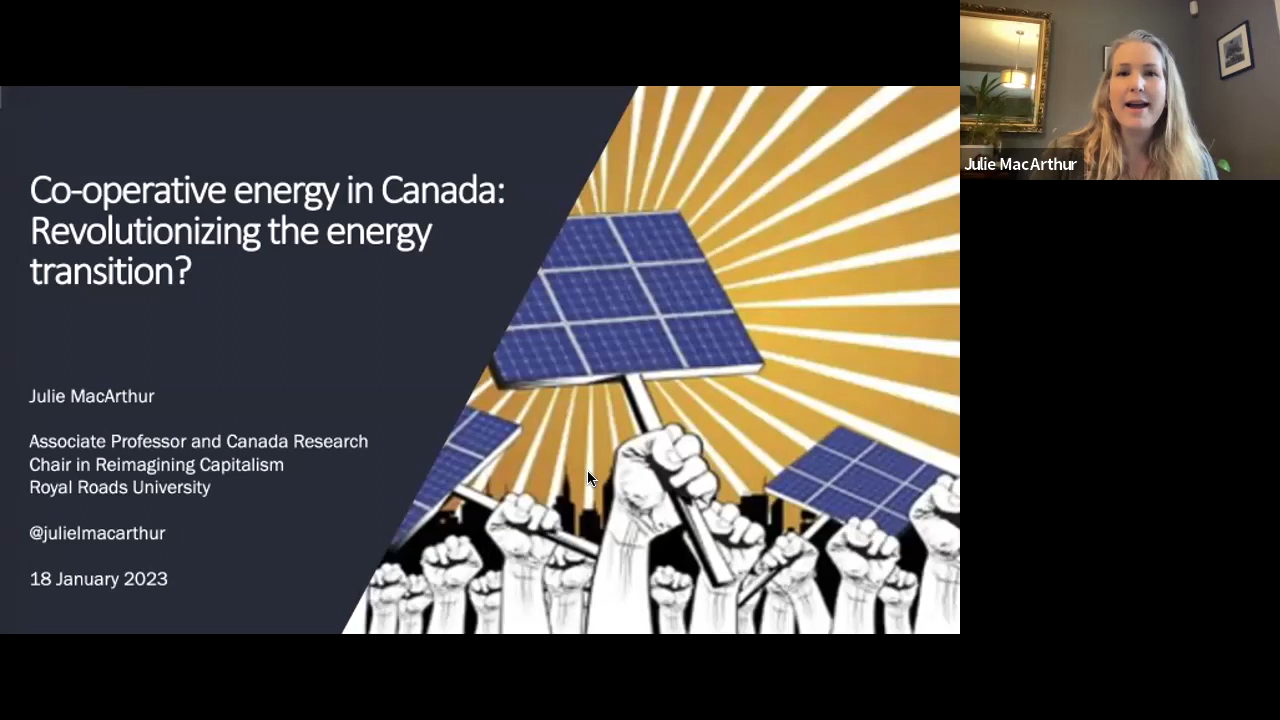 Co-operative energy in Canada:
Revolutionizing the energy
transition?
Julie MacArthur
Associate Professor and Canada Research
Chair in Reimagining Capitalism
Royal Roads University
@julielmacarthur
18 January 2023
Julie MacArthur